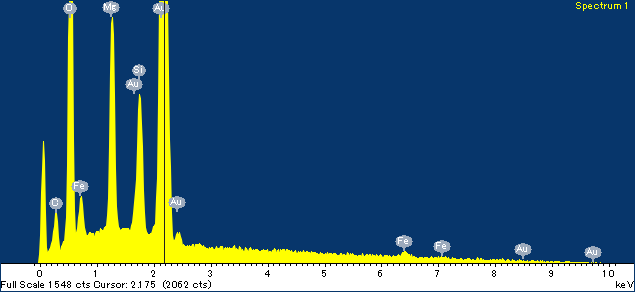 Spectrum 1
O Mg Au
Si
Au
Fe
C Au
Fe Fe Au Au
0 1 2 3 4 5 6 7 8 9 10
Full Scale 1548 cts Cursor: 2.175 (2062 cts) keV